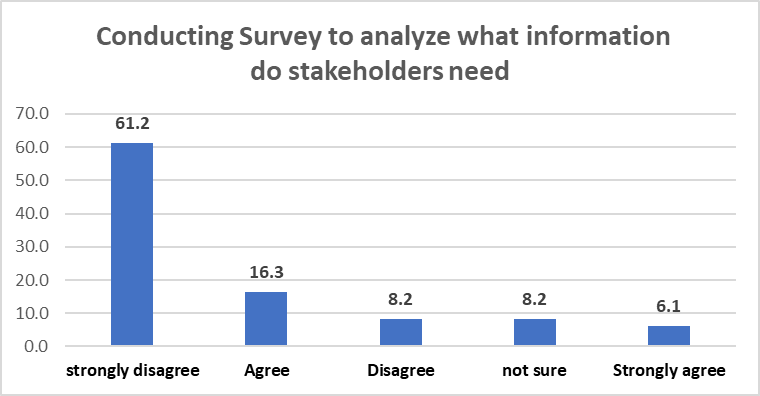 Conducting Survey to analyze what information
do stakeholders need
70.0
60.0
50.0
40.0
30.0
20.0
10.0
0.0
61.2
16.3
8.2
8.2
6.1
strongly disagree
Agree
Disagree
not sure
Strongly agree